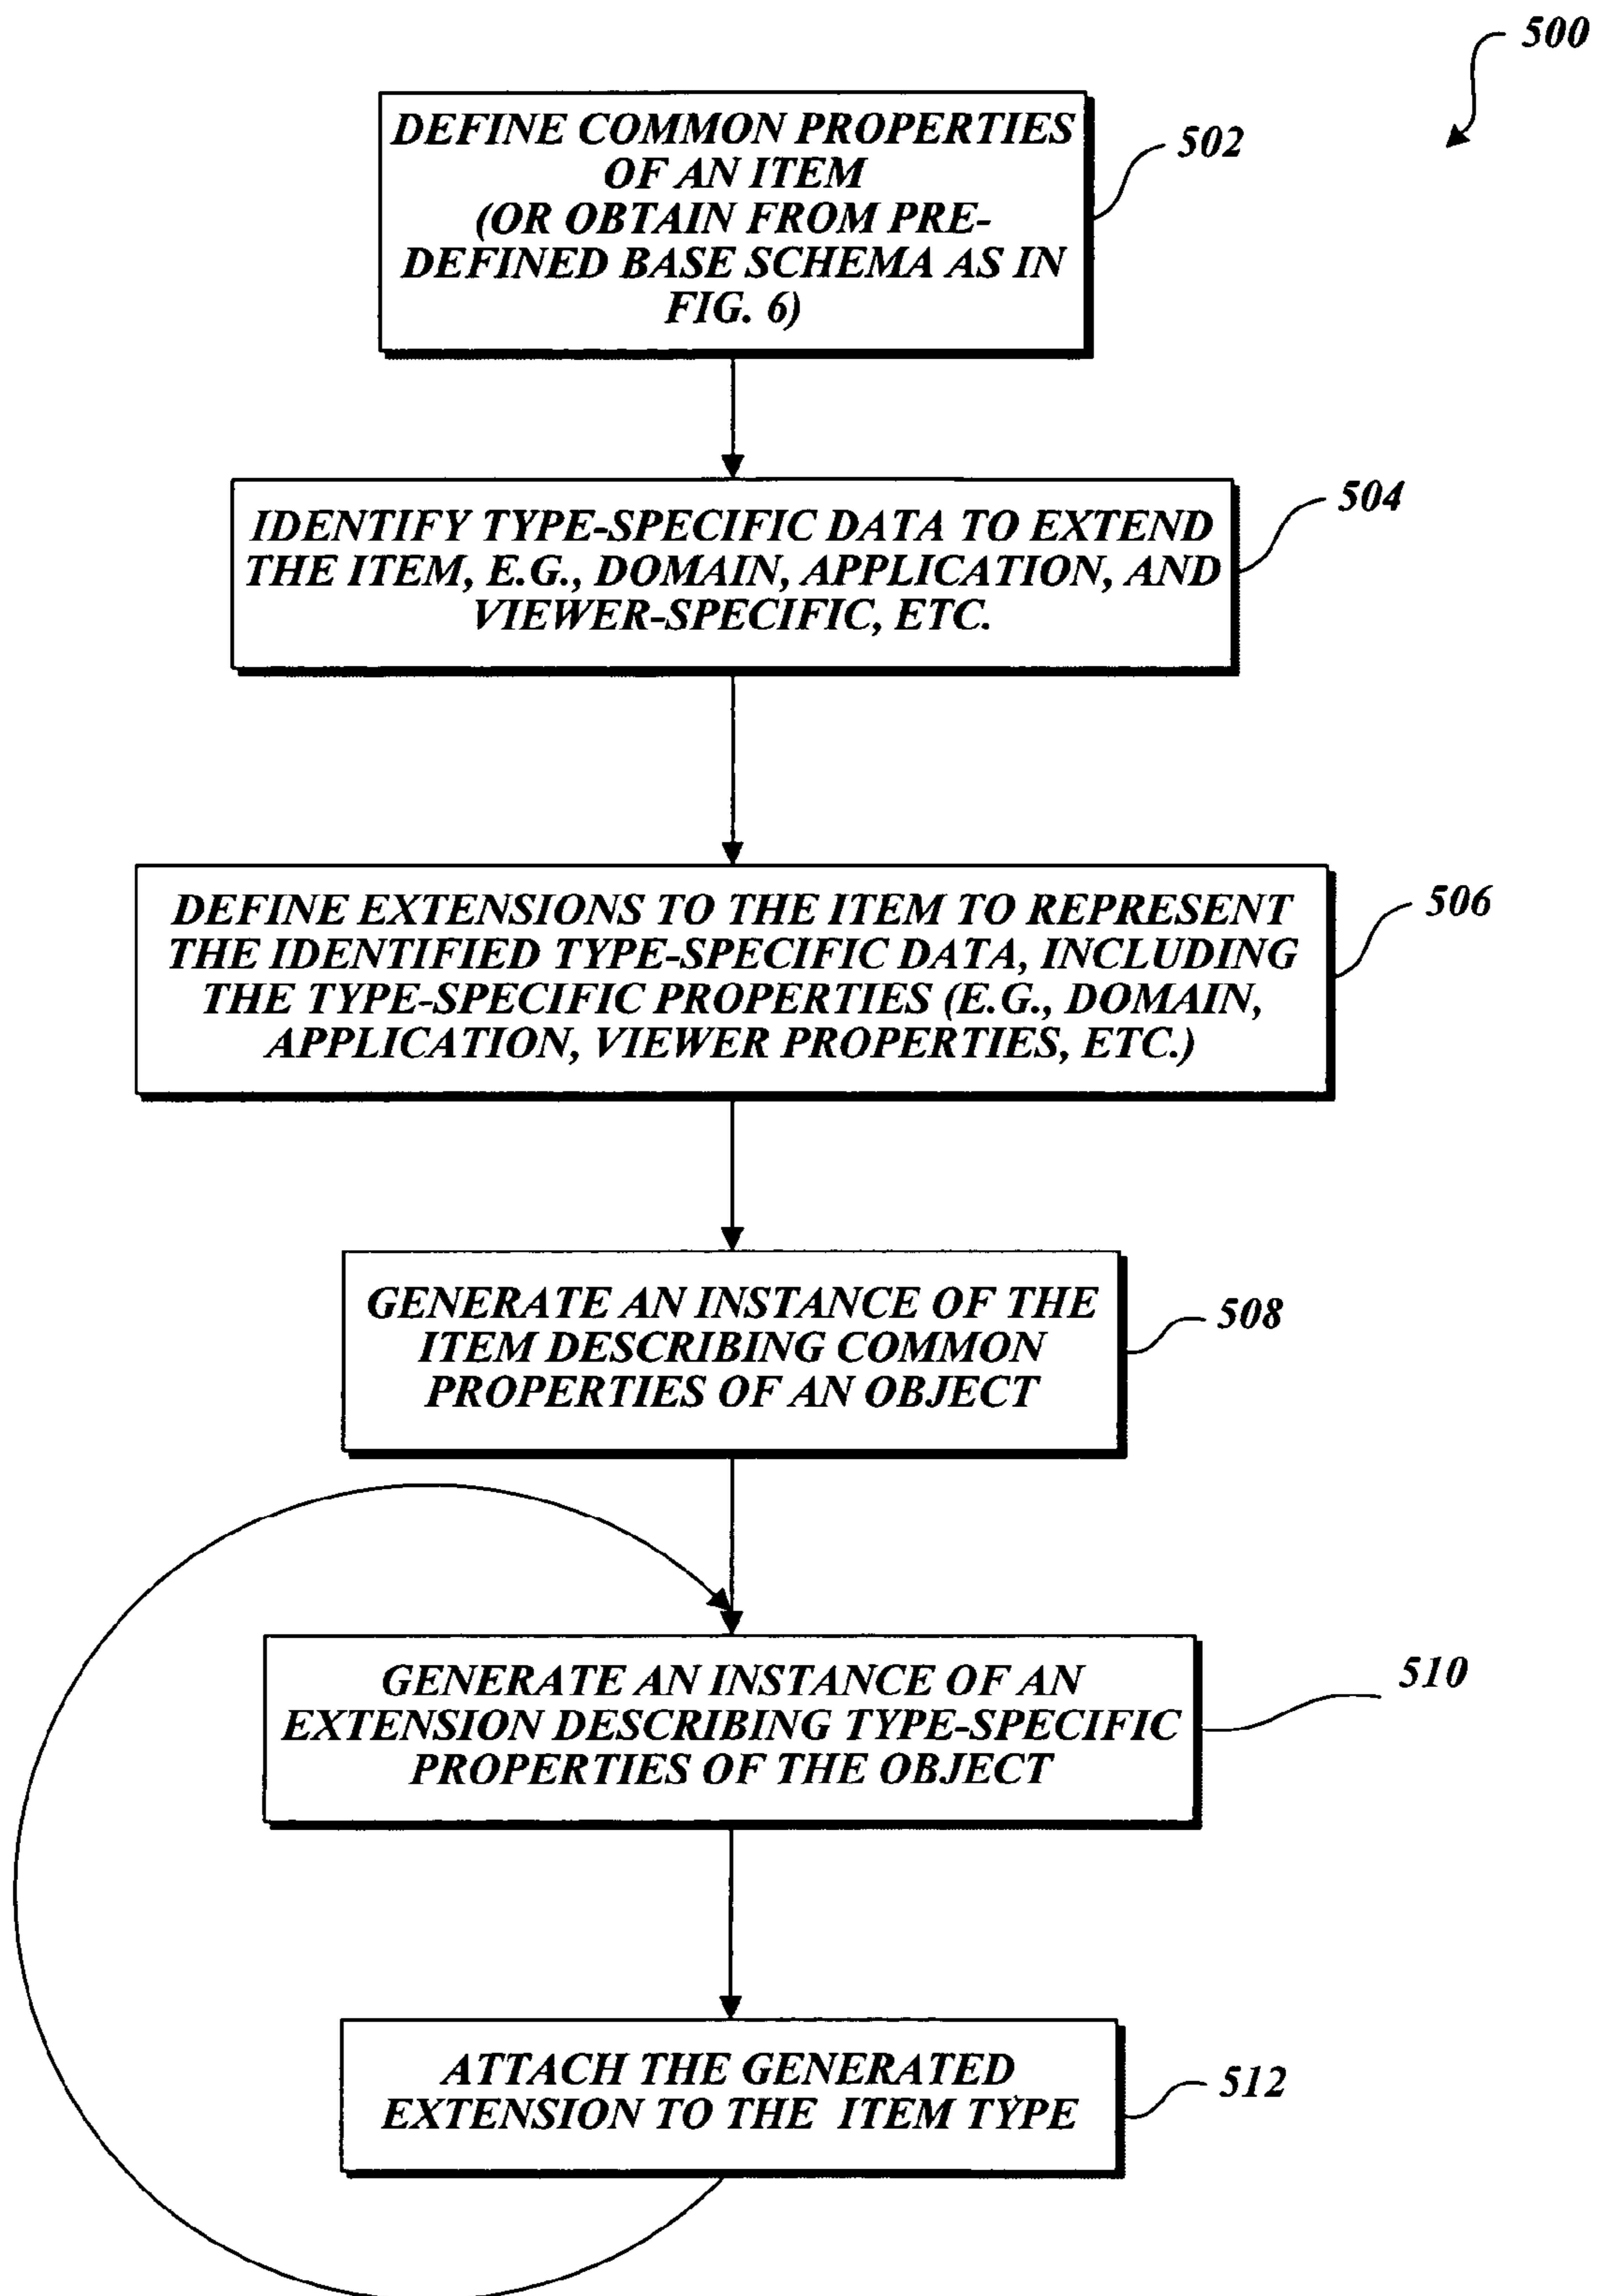 500
DEFINE COMMON PROPERTIES
OF AN ITEM
(OR OBTAIN FROM PRE-
DEFINED BASE SCHEMA AS IN
FIG. 6)
502
IDENTIFY TYPE-SPECIFIC DATA TO EXTEND
THE ITEM, E.G., DOMAIN, APPLICATION, AND
VIEWER-SPECIFIC, ETC.
504
DEFINE EXTENSIONS TO THE ITEM TO REPRESENT
THE IDENTIFIED TYPE-SPECIFIC DATA, INCLUDING
THE TYPE-SPECIFIC PROPERTIES (E.G., DOMAIN,
APPLICATION, VIEWER PROPERTIES, ETC.)
506
GENERATE AN INSTANCE OF THE
ITEM DESCRIBING COMMON
PROPERTIES OF AN OBJECT
508
GENERATE AN INSTANCE OF AN
EXTENSION DESCRIBING TYPE-SPECIFIC
PROPERTIES OF THE OBJECT
510
ATTACH THE GENERATED
EXTENSION TO THE ITEM TYPE
512